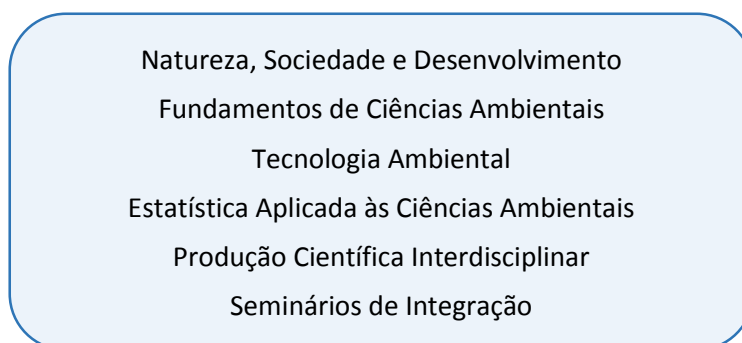 Natureza, Sociedade e Desenvolvimento
Fundamentos de Ciências Ambientais
Tecnologia Ambiental
Estatística Aplicada às Ciências Ambientais
Produção Científica Interdisciplinar
Seminários de Integração